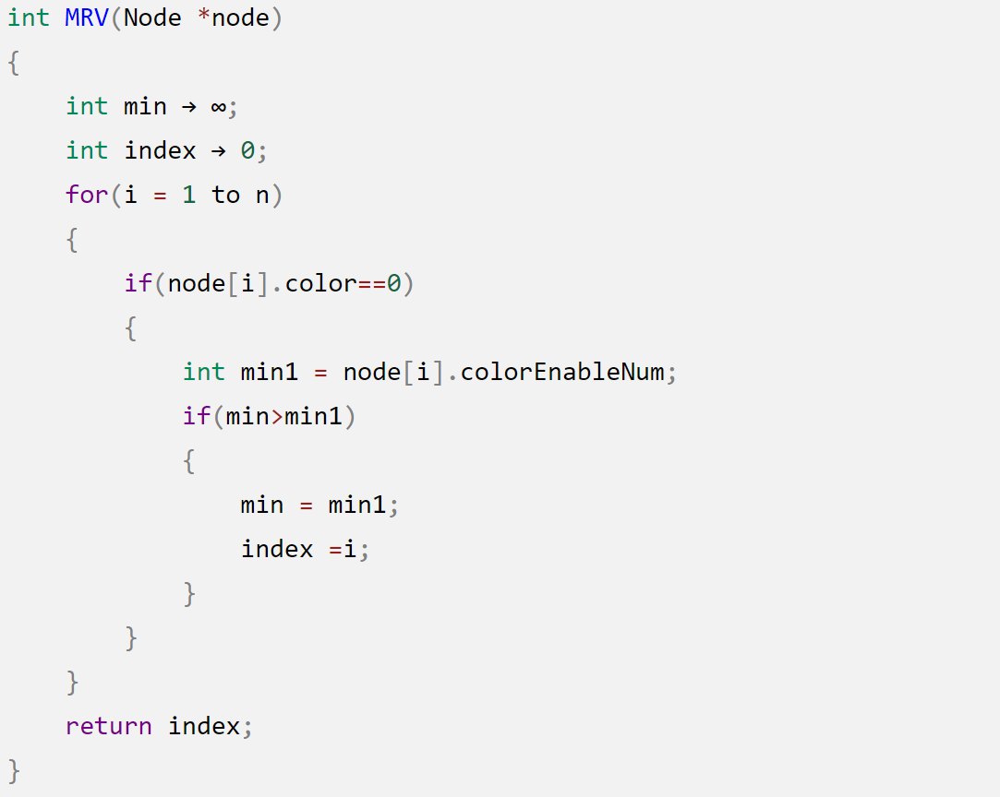 int MRV(Node *node)
{
    int min → ∞;
    int index → 0;
    for(i = 1 to n)
    {
        if(node[i].color==0)
        {
            int min1 = node[i].colorEnableNum;
            if(min>min1)
            {
                min = min1;
                index =i;
            }
        }
    }
    return index;
}